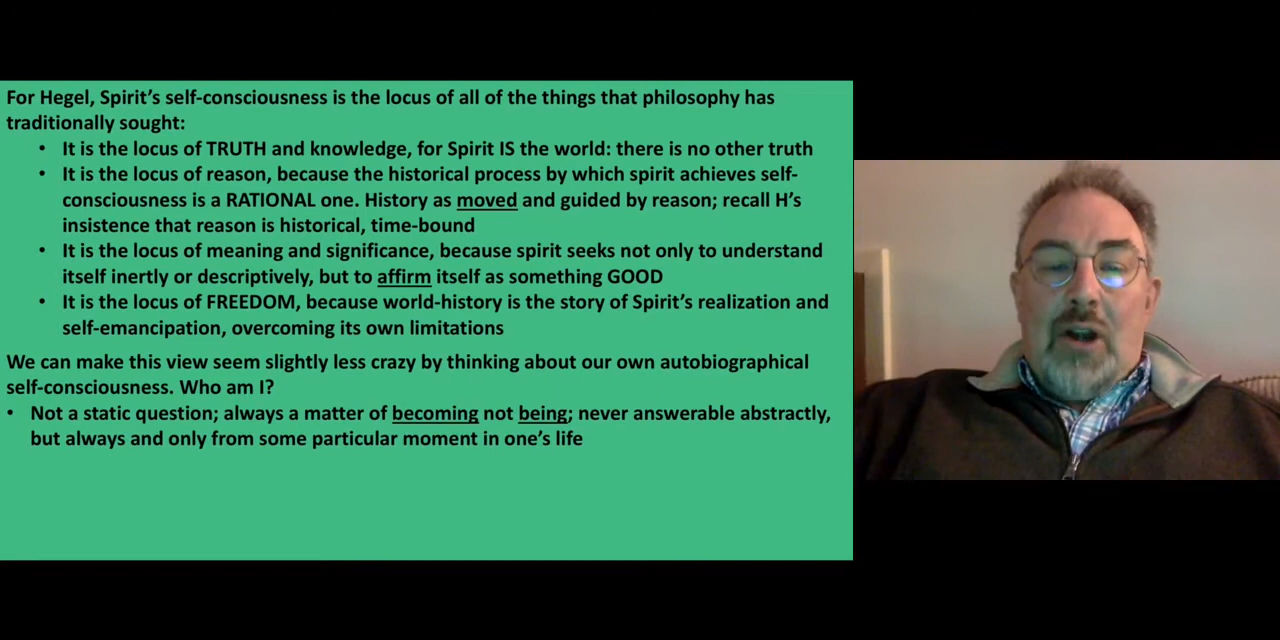 For Hegel, Spirit's self-consciousness is the locus of all of the things that philosophy has
traditionally sought:
• It is the locus of TRUTH and knowledge, for Spirit IS the world: there is no other truth
• It is the locus of reason, because the historical process by which spirit achieves self-
consciousness is a RATIONAL one. History as moved and guided by reason; recall H's
insistence that reason is historical, time-bound
• It is the locus of meaning and significance, because spirit seeks not only to understand
itself inertly or descriptively, but to affirm itself as something GOOD
• It is the locus of FREEDOM, because world-history is the story of Spirit's realization and
self-emancipation, overcoming its own limitations
We can make this view seem slightly less crazy by thinking about our own autobiographical
self-consciousness. Who am I?
• Not a static question; always a matter of becoming not being; never answerable abstractly,
but always and only from some particular moment in one's life